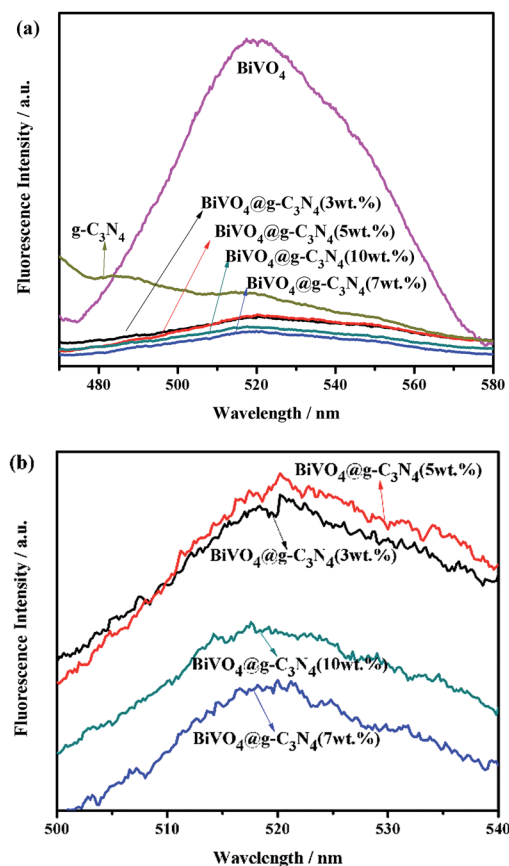 (a)
BiVO₄
BiVO₄@g-C₃N₄(3wt.%)
g-C₃N₄
BiVO₄@g-C₃N₄(5wt.%)
BiVO₄@g-C₃N₄(10wt.%)
BiVO₄@g-C₃N₄(7wt.%)
Fluorescence Intensity / a.u.
480 500 520 540 560 580
Wavelength / nm
(b)
BiVO₄@g-C₃N₄(5wt.%)
BiVO₄@g-C₃N₄(3wt.%)
BiVO₄@g-C₃N₄(10wt.%)
BiVO₄@g-C₃N₄(7wt.%)
Fluorescence Intensity / a.u.
500 510 520 530 540
Wavelength / nm